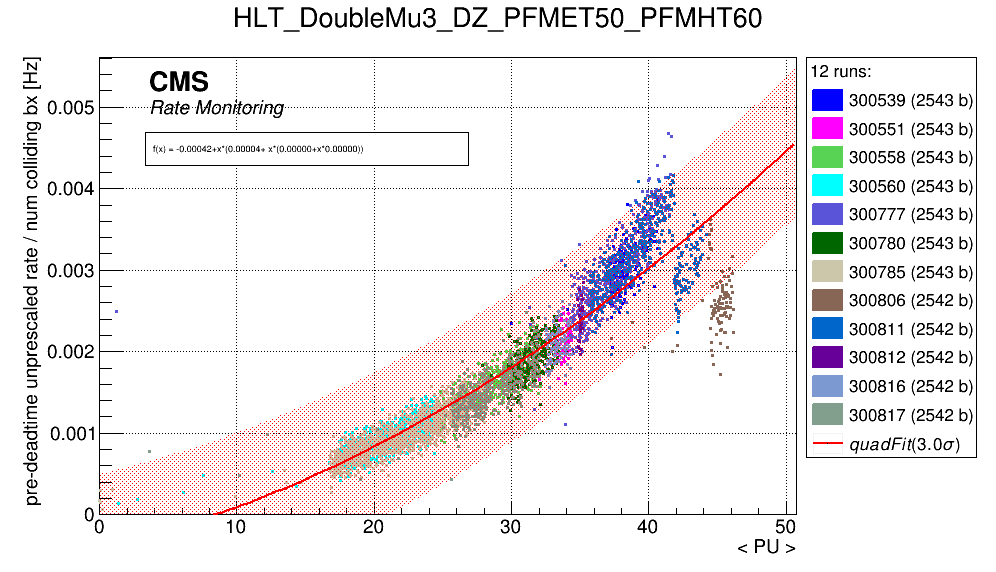 HLT_DoubleMu3_DZ_PFMET50_PFMHT60
pre-deadtime unprescaled rate / num colliding bx [Hz]
CMS
Rate Monitoring
f(x) = -0.00042+x*(0.00004+ x*(0.00000+x*0.00000))
0.005
0.004
0.003
0.002
0.001
0
0 10 20 30 40 50
< PU >
12 runs:
300539 (2543 b)
300551 (2543 b)
300558 (2543 b)
300560 (2543 b)
300777 (2543 b)
300780 (2543 b)
300785 (2543 b)
300806 (2542 b)
300811 (2542 b)
300812 (2542 b)
300816 (2542 b)
300817 (2542 b)
quadFit(3.0σ)